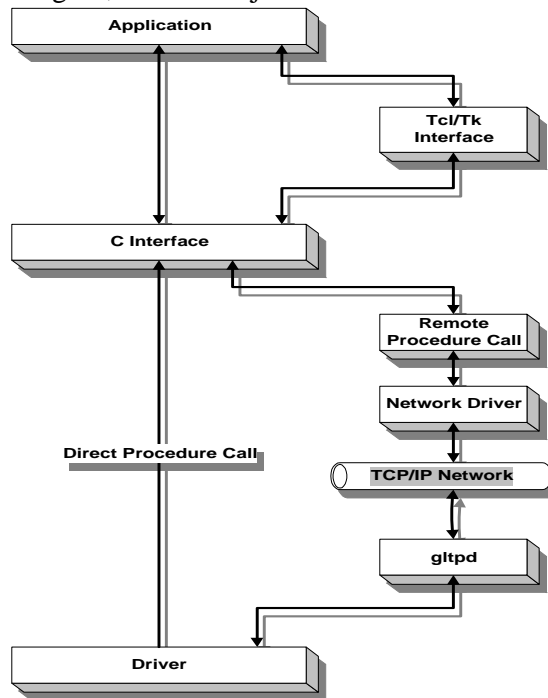 Application
Tcl/Tk
Interface
C Interface
Remote
Procedure Call
Network Driver
Direct Procedure Call
TCP/IP Network
gltpd
Driver